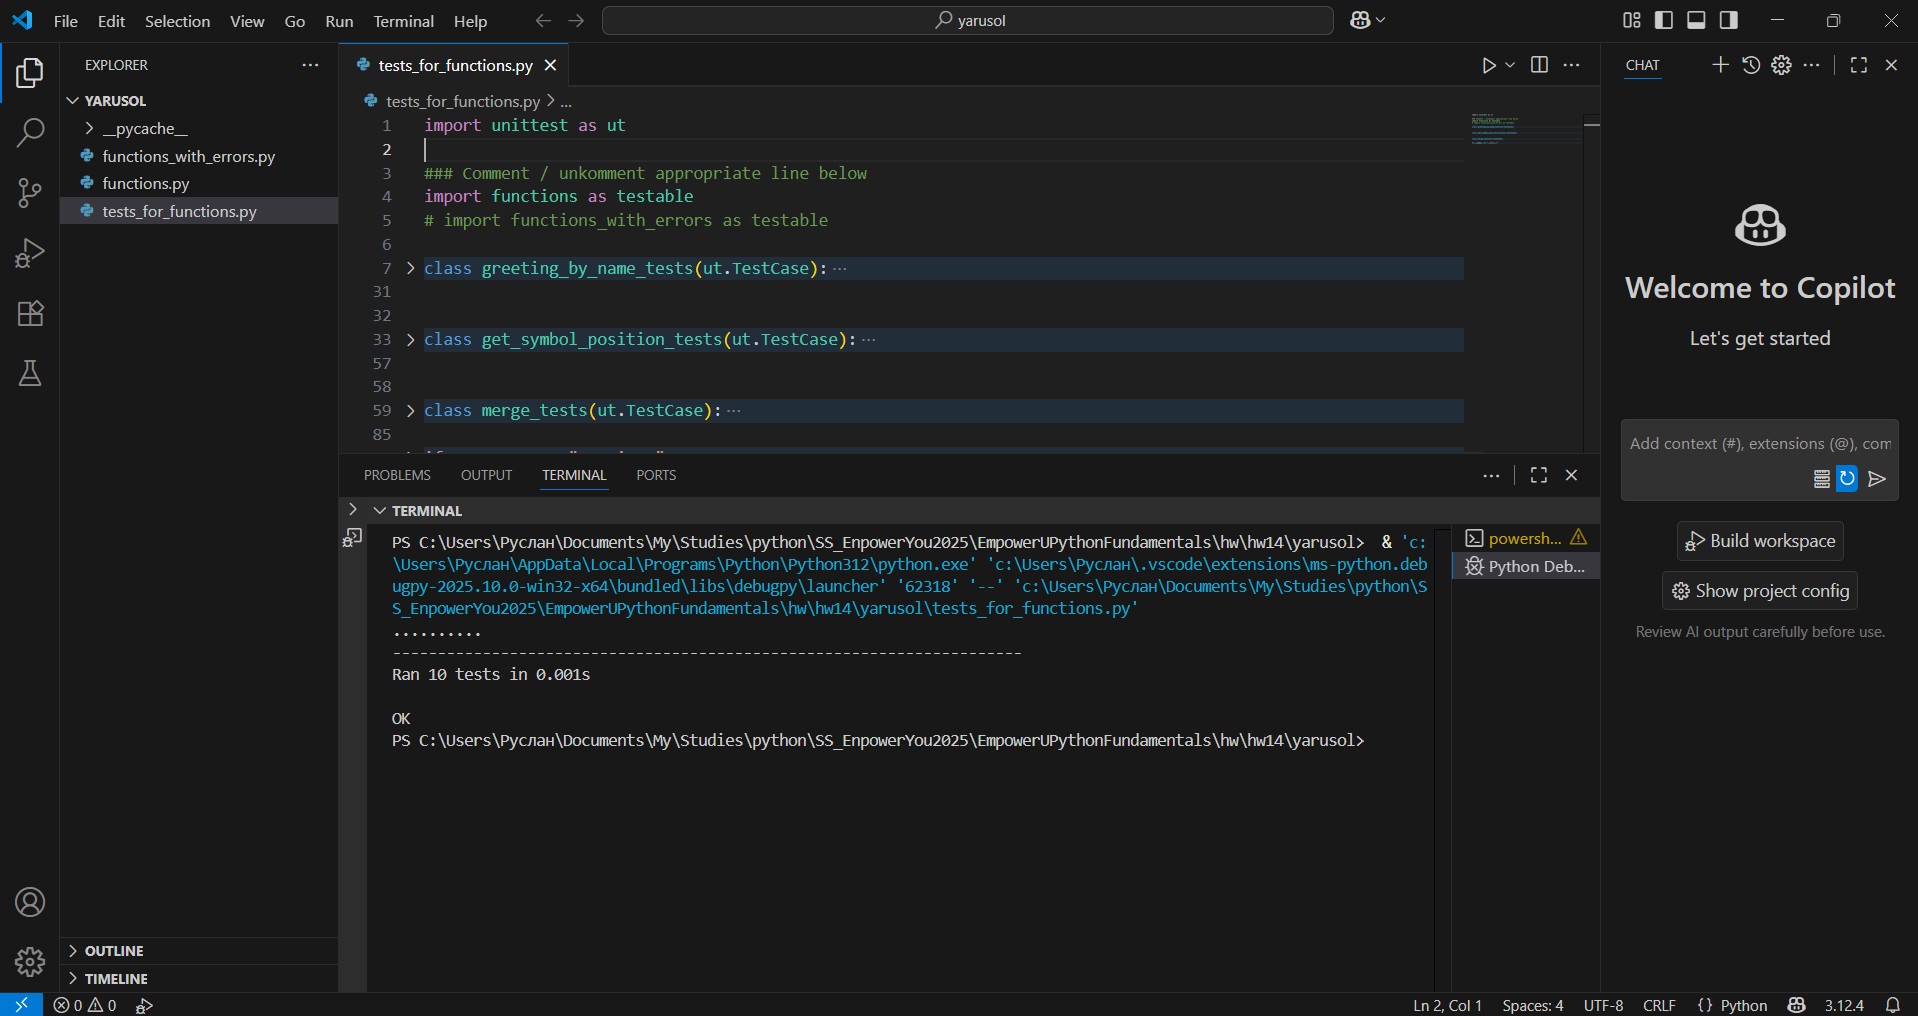 File Edit Selection View Go Run Terminal Help
yarusol
EXPLORER
YARUSOL
__pycache__
functions_with_errors.py
functions.py
tests_for_functions.py
OUTLINE
TIMELINE
tests_for_functions.py
tests_for_functions.py > ...
1 import unittest as ut
2
3 ### Comment / unkomment appropriate line below
4 import functions as testable
5 # import functions_with_errors as testable
6
7 class greeting_by_name_tests(ut.TestCase):···
31
32
33 class get_symbol_position_tests(ut.TestCase):···
57
58
59 class merge_tests(ut.TestCase):···
85
PROBLEMS OUTPUT TERMINAL PORTS
TERMINAL
PS C:\Users\Руслан\Documents\My\Studies\python\SS_EnpowerYou2025\EmpowerUPythonFundamentals\hw\hw14\yarusol> & 'c:
\Users\Руслан\AppData\Local\Programs\Python\Python312\python.exe' 'c:\Users\Руслан\.vscode\extensions\ms-python.deb
ugpy-2025.10.0-win32-x64\bundled\libs\debugpy\launcher' '62318' '--' 'c:\Users\Руслан\Documents\My\Studies\python\S
S_EnpowerYou2025\EmpowerUPythonFundamentals\hw\hw14\yarusol\tests_for_functions.py'
..........
----------------------------------------------------------------------
Ran 10 tests in 0.001s
OK
PS C:\Users\Руслан\Documents\My\Studies\python\SS_EnpowerYou2025\EmpowerUPythonFundamentals\hw\hw14\yarusol>
powersh...
Python Deb...
CHAT
Welcome to Copilot
Let's get started
Add context (#), extensions (@), com
Build workspace
Show project config
Review AI output carefully before use.
0 0
Ln 2, Col 1 Spaces: 4 UTF-8 CRLF {} Python 3.12.4